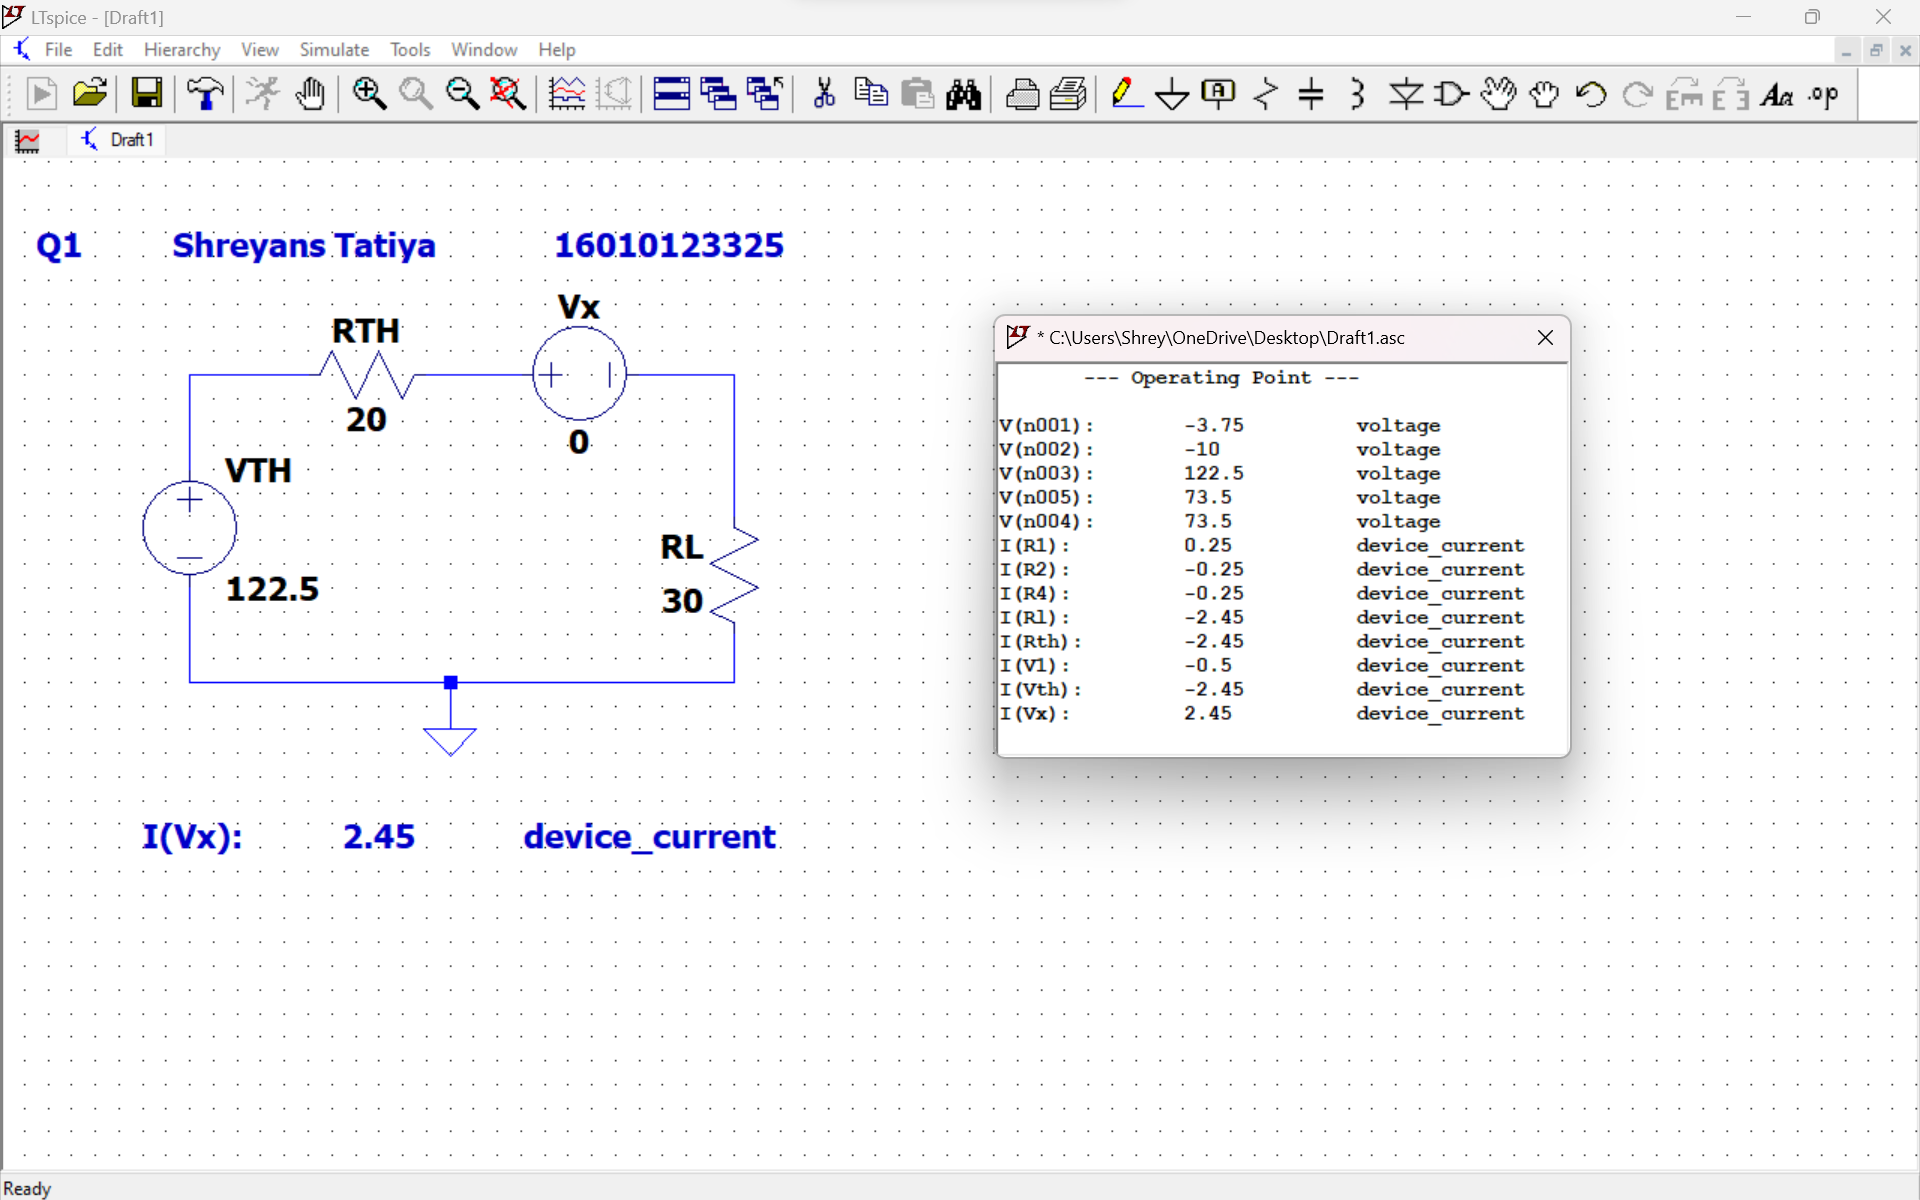 LTspice - [Draft1]
File Edit Hierarchy View Simulate Tools Window Help
A Aa .op
Draft1
Q1 Shreyans Tatiya 16010123325
Vx
RTH
20
0
VTH
122.5
RL
30
I(Vx): 2.45 device_current
* C:\Users\Shrey\OneDrive\Desktop\Draft1.asc
--- Operating Point ---
V(n001): -3.75 voltage
V(n002): -10 voltage
V(n003): 122.5 voltage
V(n005): 73.5 voltage
V(n004): 73.5 voltage
I(R1): 0.25 device_current
I(R2): -0.25 device_current
I(R4): -0.25 device_current
I(Rl): -2.45 device_current
I(Rth): -2.45 device_current
I(V1): -0.5 device_current
I(Vth): -2.45 device_current
I(Vx): 2.45 device_current
Ready